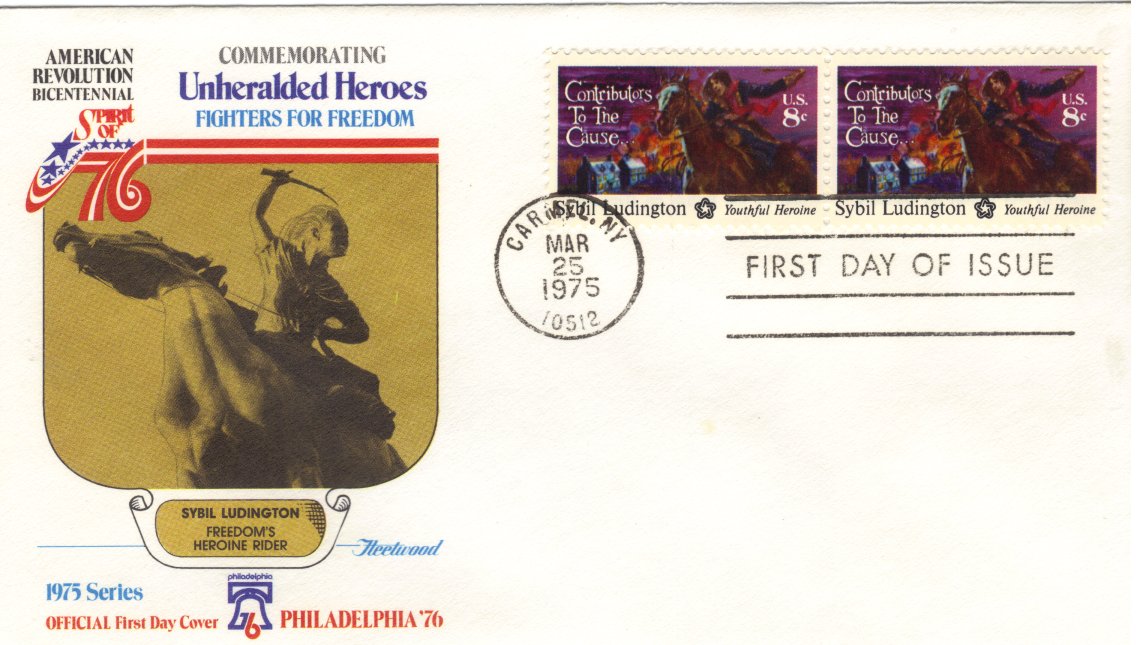 AMERICAN
REVOLUTION
BICENTENNIAL
SPIRIT
OF
76
COMMEMORATING
Unheralded Heroes
FIGHTERS FOR FREEDOM
Contributors
To The
Cause...
U.S.
8c
Sybil Ludington Youthful Heroine
Contributors
To The
Cause...
U.S.
8c
Sybil Ludington Youthful Heroine
CARMEL, NY
MAR
25
1975
10512
FIRST DAY OF ISSUE
SYBIL LUDINGTON
FREEDOM'S
HEROINE RIDER
Fleetwood
1975 Series
OFFICIAL First Day Cover
philadelphia
76
PHILADELPHIA '76